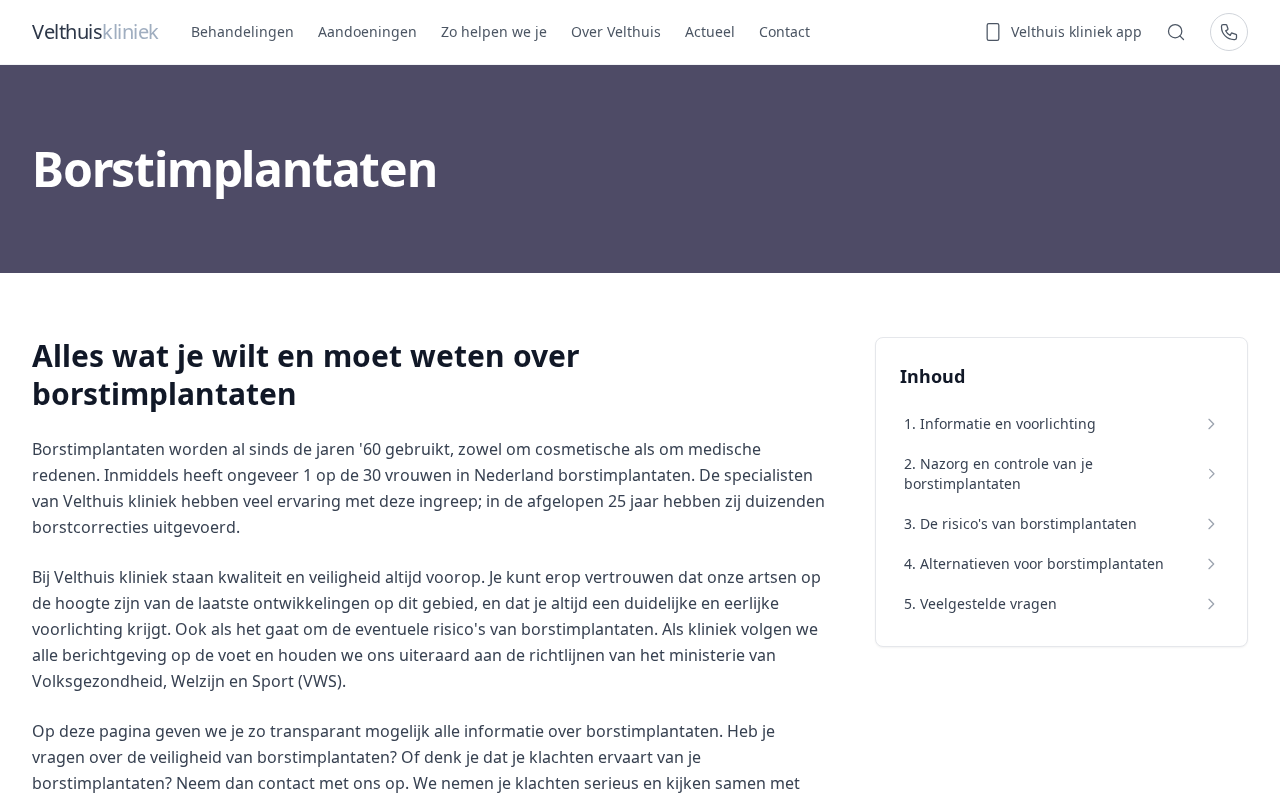 Velthuiskliniek Behandelingen Aandoeningen Zo helpen we je Over Velthuis Actueel Contact Velthuis kliniek app
Borstimplantaten
Alles wat je wilt en moet weten over
borstimplantaten
Borstimplantaten worden al sinds de jaren '60 gebruikt, zowel om cosmetische als om medische
redenen. Inmiddels heeft ongeveer 1 op de 30 vrouwen in Nederland borstimplantaten. De specialisten
van Velthuis kliniek hebben veel ervaring met deze ingreep; in de afgelopen 25 jaar hebben zij duizenden
borstcorrecties uitgevoerd.
Bij Velthuis kliniek staan kwaliteit en veiligheid altijd voorop. Je kunt erop vertrouwen dat onze artsen op
de hoogte zijn van de laatste ontwikkelingen op dit gebied, en dat je altijd een duidelijke en eerlijke
voorlichting krijgt. Ook als het gaat om de eventuele risico's van borstimplantaten. Als kliniek volgen we
alle berichtgeving op de voet en houden we ons uiteraard aan de richtlijnen van het ministerie van
Volksgezondheid, Welzijn en Sport (VWS).
Op deze pagina geven we je zo transparant mogelijk alle informatie over borstimplantaten. Heb je
vragen over de veiligheid van borstimplantaten? Of denk je dat je klachten ervaart van je
borstimplantaten? Neem dan contact met ons op. We nemen je klachten serieus en kijken samen met
Inhoud
1. Informatie en voorlichting
2. Nazorg en controle van je
borstimplantaten
3. De risico's van borstimplantaten
4. Alternatieven voor borstimplantaten
5. Veelgestelde vragen